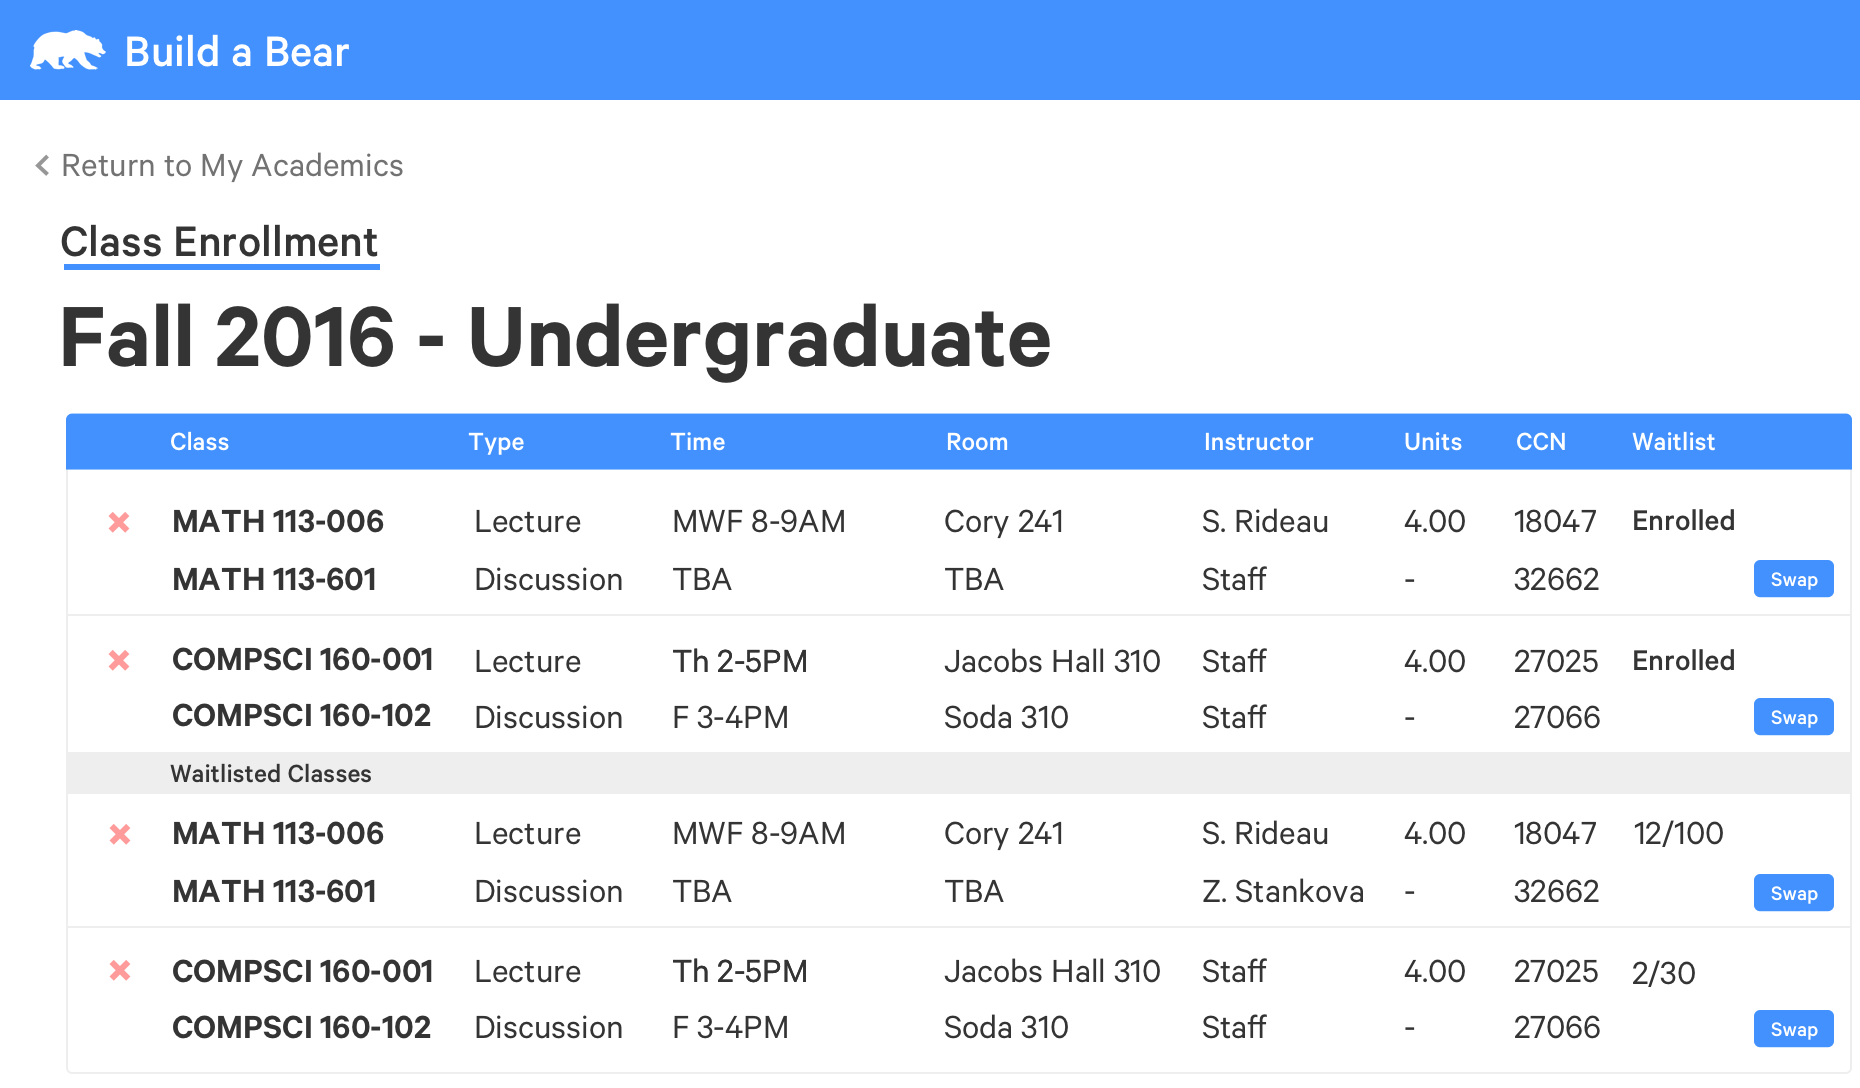 Build a Bear
Return to My Academics
Class Enrollment
Fall 2016 - Undergraduate
Class Type Time Room Instructor Units CCN Waitlist
MATH 113-006 Lecture MWF 8-9AM Cory 241 S. Rideau 4.00 18047 Enrolled
MATH 113-601 Discussion TBA TBA Staff - 32662 Swap
COMPSCI 160-001 Lecture Th 2-5PM Jacobs Hall 310 Staff 4.00 27025 Enrolled
COMPSCI 160-102 Discussion F 3-4PM Soda 310 Staff - 27066 Swap
Waitlisted Classes
MATH 113-006 Lecture MWF 8-9AM Cory 241 S. Rideau 4.00 18047 12/100
MATH 113-601 Discussion TBA TBA Z. Stankova - 32662 Swap
COMPSCI 160-001 Lecture Th 2-5PM Jacobs Hall 310 Staff 4.00 27025 2/30
COMPSCI 160-102 Discussion F 3-4PM Soda 310 Staff - 27066 Swap